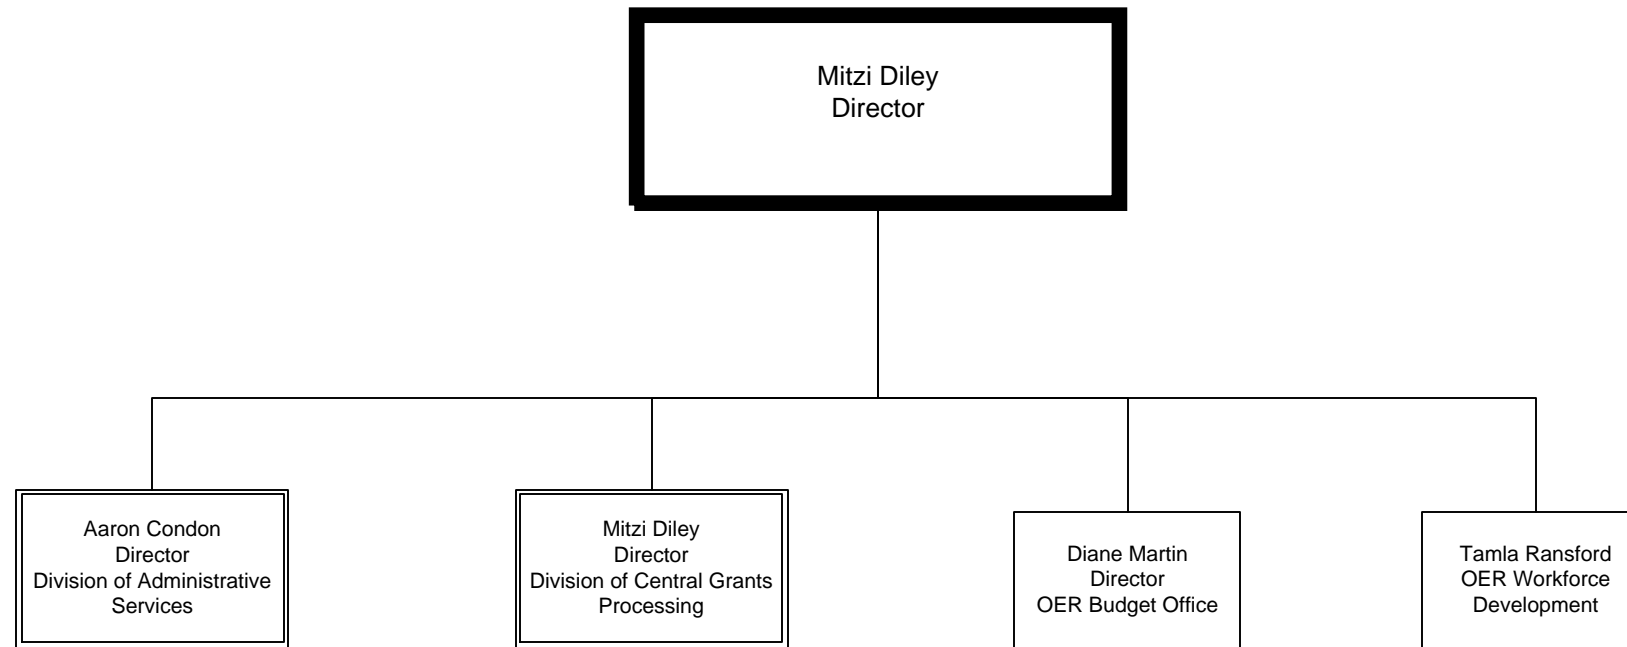 Mitzi Diley
Director
Aaron Condon
Director
Division of Administrative
Services
Mitzi Diley
Director
Division of Central Grants
Processing
Diane Martin
Director
OER Budget Office
Tamla Ransford
OER Workforce
Development